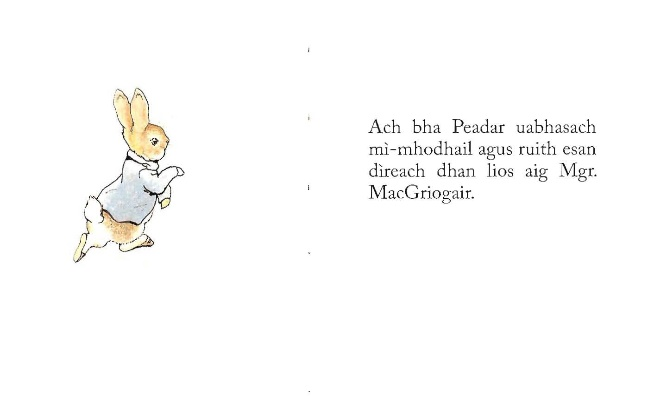 Ach bha Peadar uabhasach
mì-mhodhail agus ruith esan
dìreach dhan lios aig Mgr.
MacGriogair.